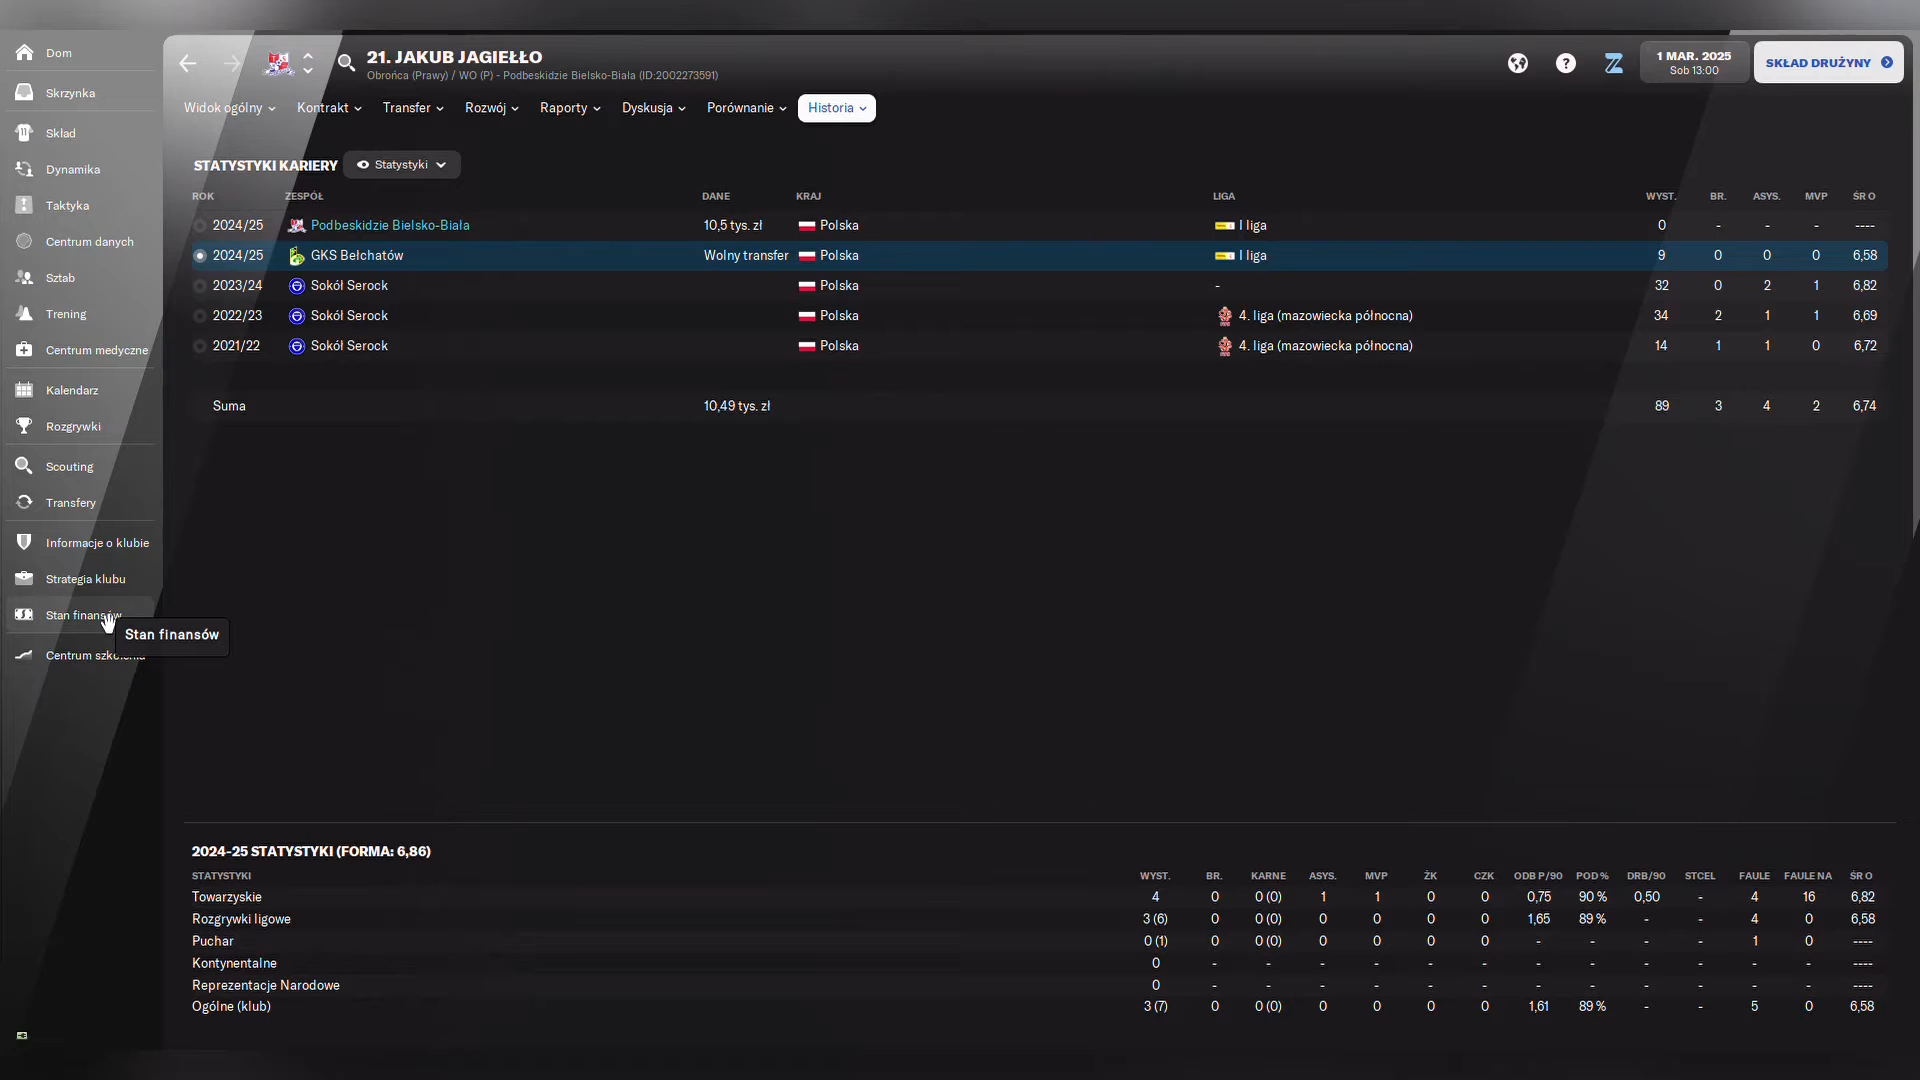 Dom
Skrzynka
Skład
Dynamika
Taktyka
Centrum danych
Sztab
Trening
Centrum medyczne
Kalendarz
Rozgrywki
Scouting
Transfery
Informacje o klubie
Strategia klubu
Stan finansów
Stan finansów
21. JAKUB JAGIEŁŁO
Obrońca (Prawy) / WO (P) - Podbeskidzie Bielsko-Biała (ID:2002273591)
1 MAR. 2025
Sob 13:00
SKŁAD DRUŻYNY
Widok ogólny Kontrakt Transfer Rozwój Raporty Dyskusja Porównanie Historia
STATYSTYKI KARIERY Statystyki
ROK ZESPÓŁ DANE KRAJ LIGA WYST. BR. ASYS. MVP ŚR O
2024/25 Podbeskidzie Bielsko-Biała 10,5 tys. zł Polska I liga 0 - - - ----
2024/25 GKS Bełchatów Wolny transfer Polska I liga 9 0 0 0 6,58
2023/24 Sokół Serock Polska - 32 0 2 1 6,82
2022/23 Sokół Serock Polska 4. liga (mazowiecka północna) 34 2 1 1 6,69
2021/22 Sokół Serock Polska 4. liga (mazowiecka północna) 14 1 1 0 6,72
Suma 10,49 tys. zł 89 3 4 2 6,74
2024-25 STATYSTYKI (FORMA: 6,86)
STATYSTYKI WYST. BR. KARNE ASYS. MVP ŻK CZK ODB P/90 POD % DRB/90 STCEL FAULE FAULE NA ŚR O
Towarzyskie 4 0 0 (0) 1 1 0 0 0,75 90 % 0,50 - 4 16 6,82
Rozgrywki ligowe 3 (6) 0 0 (0) 0 0 0 0 1,65 89 % - - 4 0 6,58
Puchar 0 (1) 0 0 (0) 0 0 0 0 - - - - 1 0 ----
Kontynentalne 0 - - - - - - - - - - - - ----
Reprezentacje Narodowe 0 - - - - - - - - - - - - ----
Ogólne (klub) 3 (7) 0 0 (0) 0 0 0 0 1,61 89 % - - 5 0 6,58